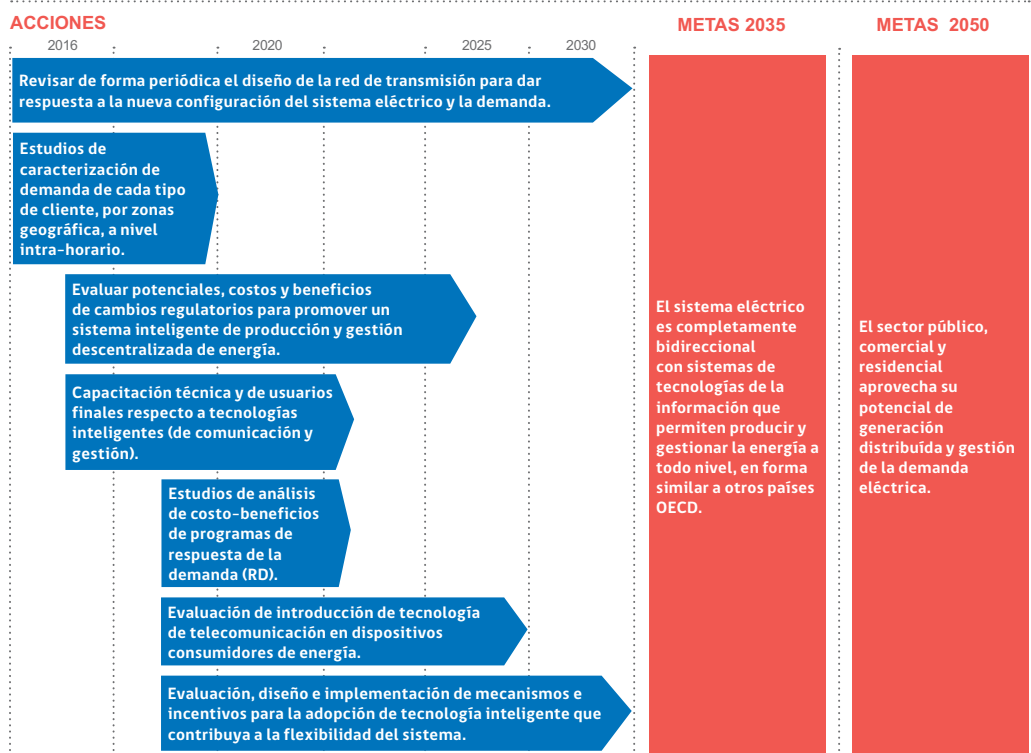 ACCIONES
METAS 2035
METAS 2050
2016
2020
2025
2030
Revisar de forma periódica el diseño de la red de transmisión para dar
respuesta a la nueva configuración del sistema eléctrico y la demanda.
Estudios de
caracterización de
demanda de cada tipo
de cliente, por zonas
geográfica, a nivel
intra-horario.
Evaluar potenciales, costos y beneficios
de cambios regulatorios para promover un
sistema inteligente de producción y gestión
descentralizada de energía.
Capacitación técnica y de usuarios
finales respecto a tecnologías
inteligentes (de comunicación y
gestión).
Estudios de análisis
de costo-beneficios
de programas de
respuesta de la
demanda (RD).
Evaluación de introducción de tecnología
de telecomunicación en dispositivos
consumidores de energía.
Evaluación, diseño e implementación de mecanismos e
incentivos para la adopción de tecnología inteligente que
contribuya a la flexibilidad del sistema.
El sistema eléctrico
es completamente
bidireccional
con sistemas de
tecnologías de la
información que
permiten producir y
gestionar la energía a
todo nivel, en forma
similar a otros países
OECD.
El sector público,
comercial y
residencial
aprovecha su
potencial de
generación
distribuída y gestión
de la demanda
eléctrica.